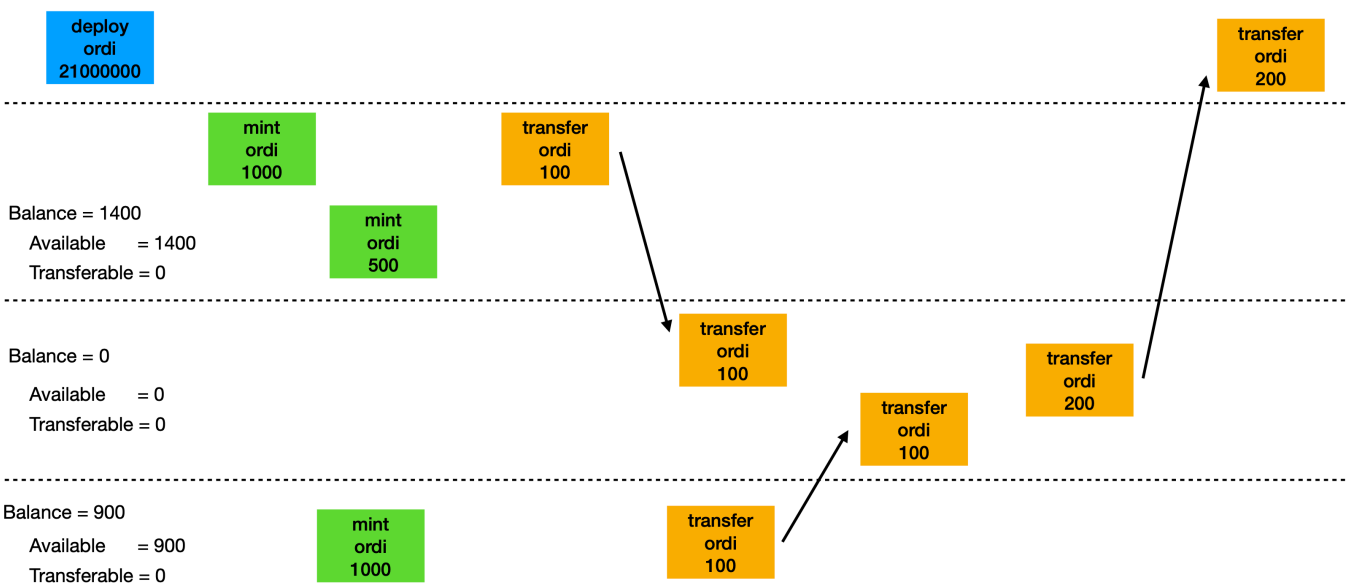 deploy
ordi
21000000
transfer
ordi
200
mint
ordi
1000
transfer
ordi
100
Balance = 1400
Available = 1400
Transferable = 0
mint
ordi
500
Balance = 0
Available = 0
Transferable = 0
transfer
ordi
100
transfer
ordi
200
transfer
ordi
100
Balance = 900
Available = 900
Transferable = 0
mint
ordi
1000
transfer
ordi
100